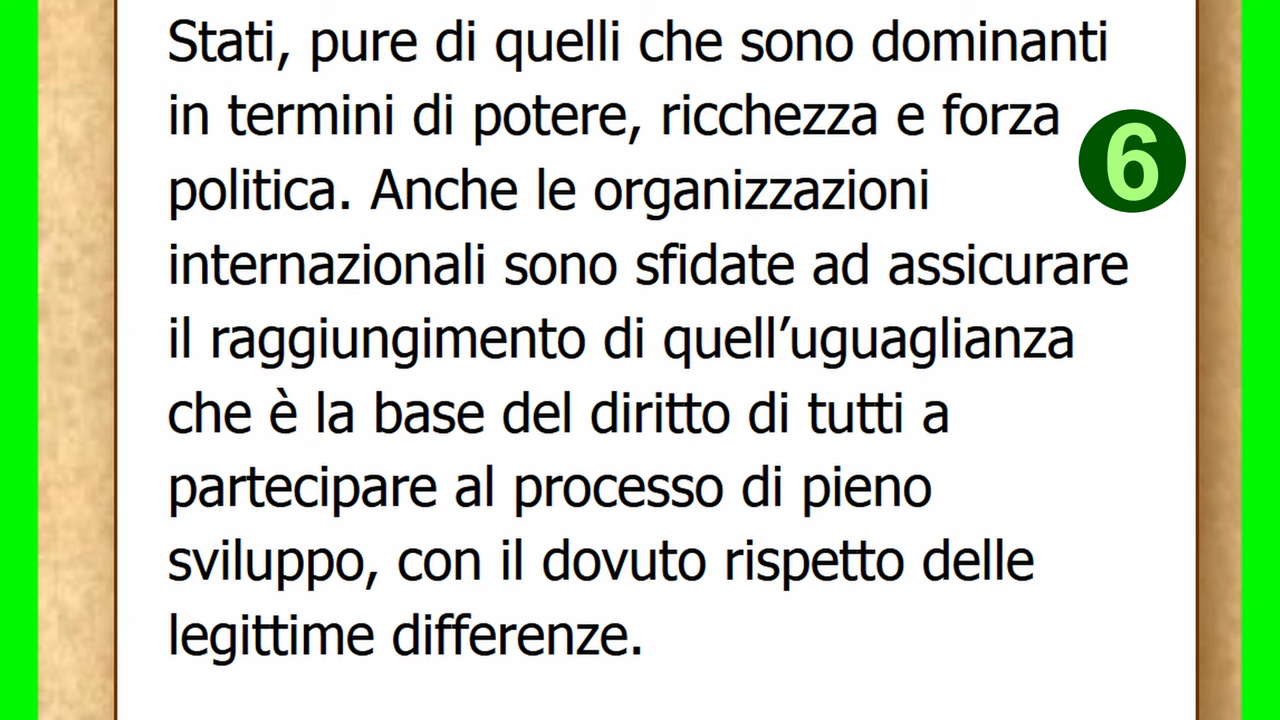 Stati, pure di quelli che sono dominanti
in termini di potere, ricchezza e forza
6
politica. Anche le organizzazioni
internazionali sono sfidate ad assicurare
il raggiungimento di quell’uguaglianza
che è la base del diritto di tutti a
partecipare al processo di pieno
sviluppo, con il dovuto rispetto delle
legittime differenze.